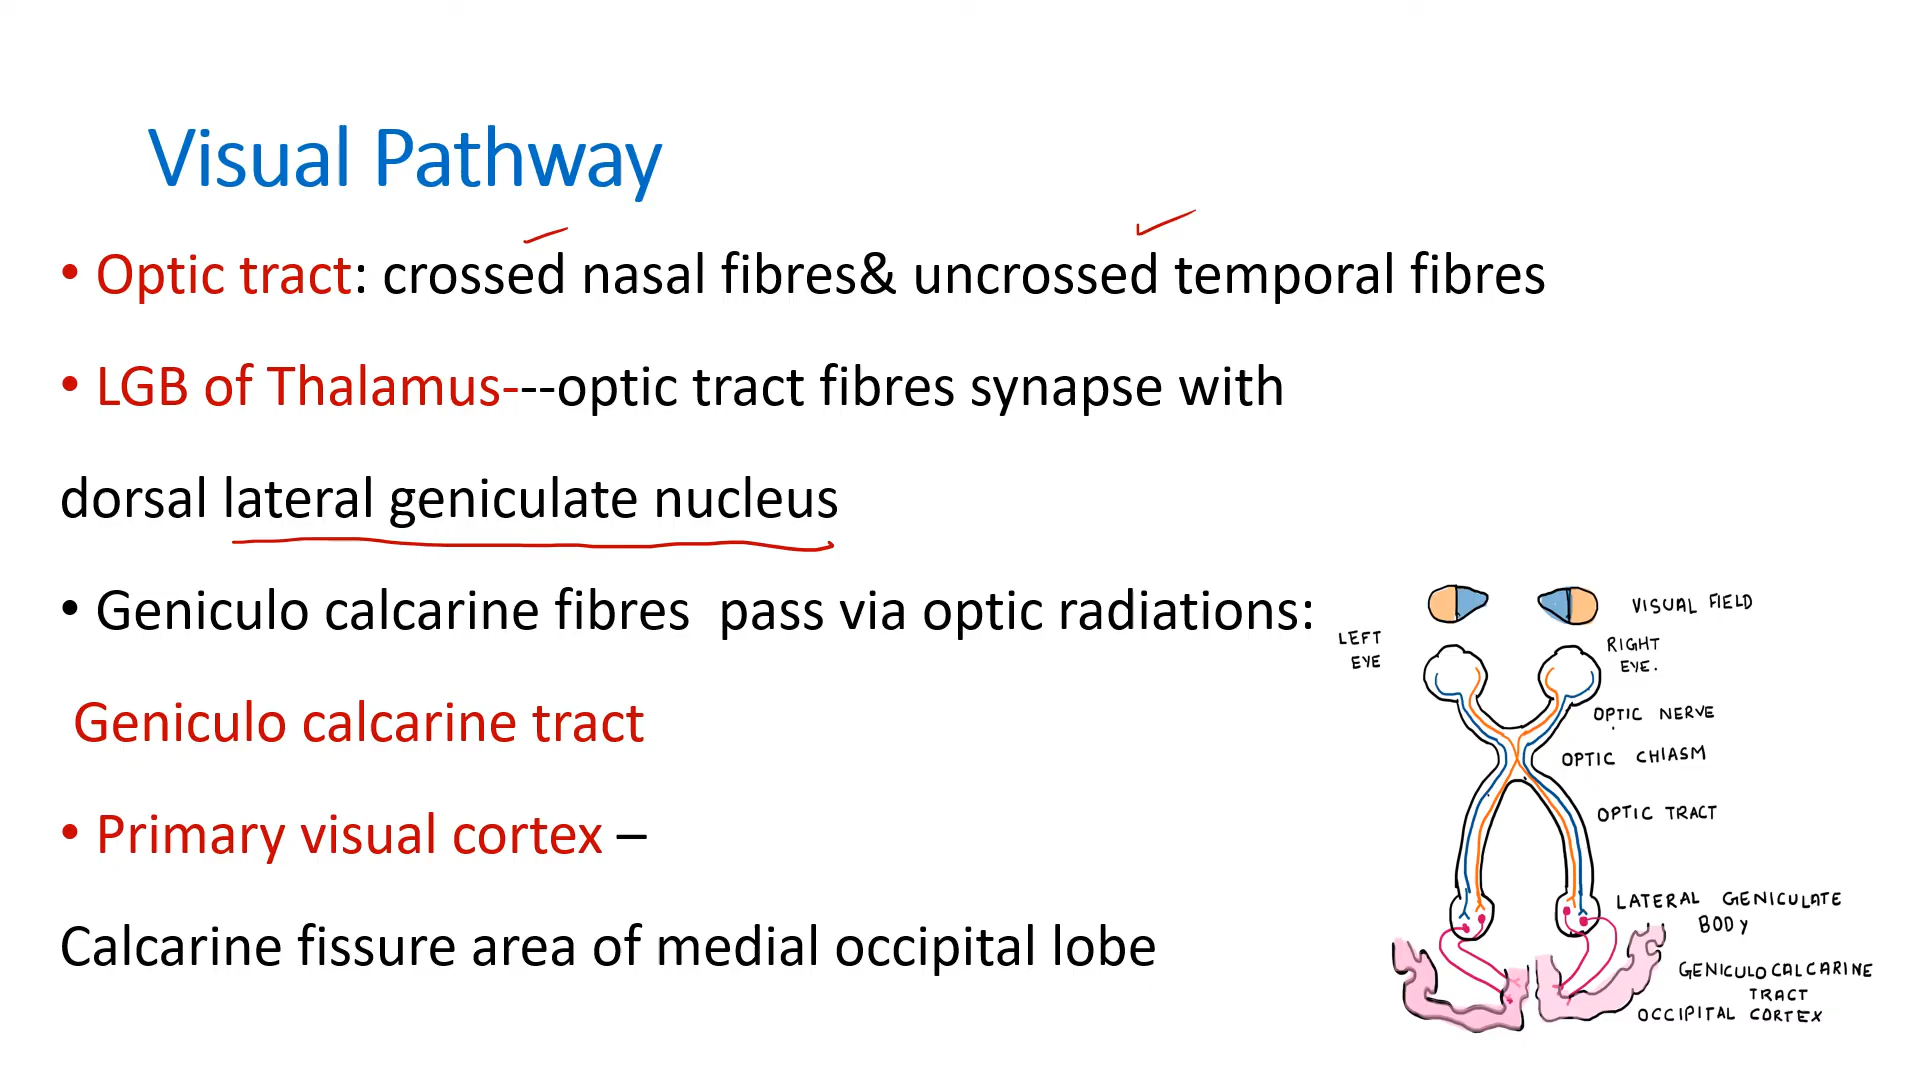 Visual Pathway
• Optic tract: crossed nasal fibres& uncrossed temporal fibres
• LGB of Thalamus---optic tract fibres synapse with
dorsal lateral geniculate nucleus
• Geniculo calcarine fibres pass via optic radiations:
Geniculo calcarine tract
• Primary visual cortex –
Calcarine fissure area of medial occipital lobe
VISUAL FIELD
LEFT
EYE
RIGHT
EYE.
OPTIC NERVE
OPTIC CHIASM
OPTIC TRACT
LATERAL GENICULATE
BODY
GENICULOCALCARINE
TRACT
OCCIPITAL CORTEX